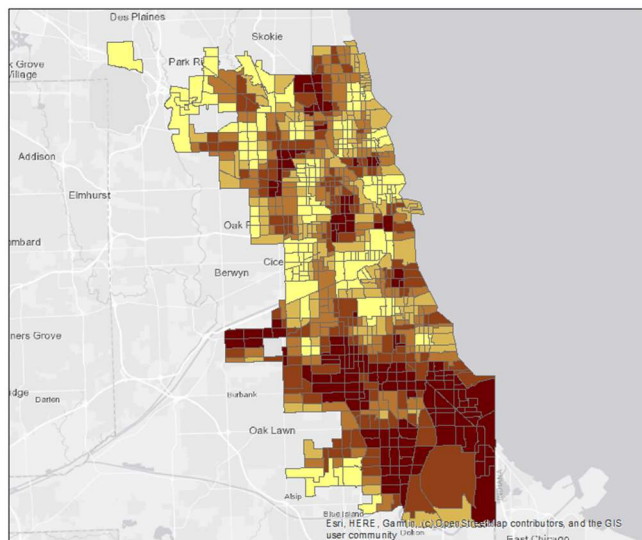 Des Plaines
Skokie
k Grove
Village
Park Ri
Addison
Elmhurst
Oak P
ombard
Cice
Berwyn
ners Grove
dge
Darien
Burbank
Oak Lawn
Alsip
Blue Island
Esri, HERE, Garmin, (c) OpenStreetMap contributors, and the GIS
user community
Dolton
East Chicago